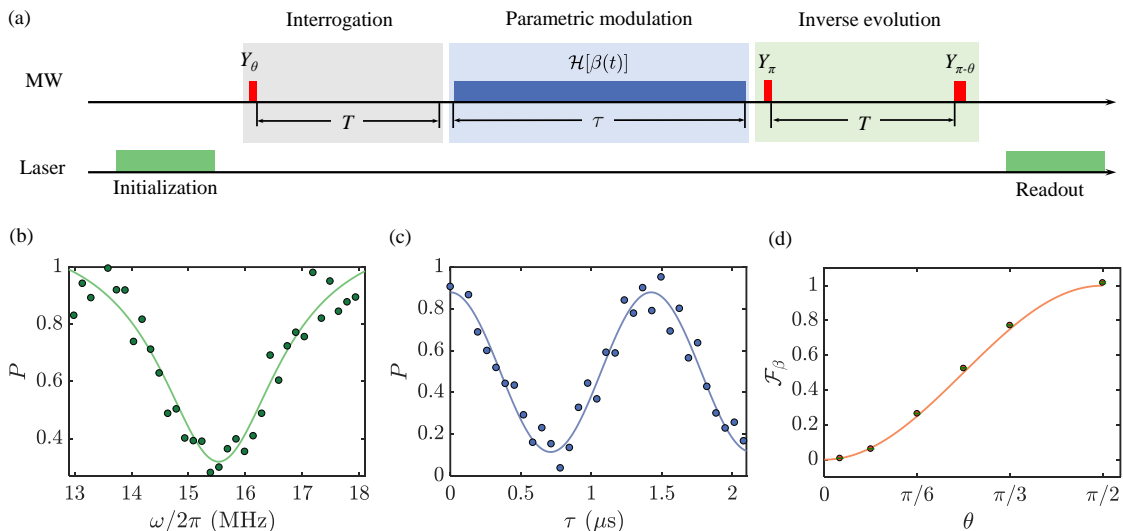 (a)
Interrogation Parametric modulation Inverse evolution
MW
Y_θ
T
ℋ[β(t)]
τ
Y_π
Y_π-θ
T
Laser
Initialization
Readout
(b)
P
1
0.8
0.6
0.4
13 14 15 16 17 18
ω/2π (MHz)
(c)
P
1
0.8
0.6
0.4
0.2
0
0 0.5 1 1.5 2
τ (μs)
(d)
ℱ_β
1
0.8
0.6
0.4
0.2
0
0 π/6 π/3 π/2
θ